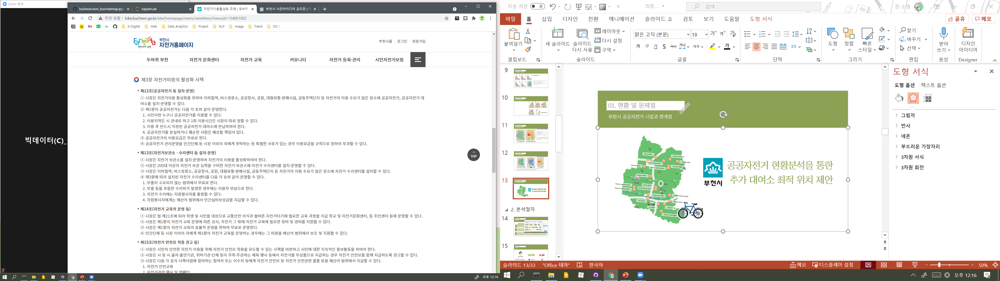 Zoom 회의
빅데이터(C)_
bucheon/won_busHeatmap.ipyn
JupyterLab
자전거이용활성화 조례 | 두바퀴
부천시 시민아이디어 공모전 | 라
주의 요함
bike.bucheon.go.kr/site/homepage/menu/viewMenu?menuid=154001002
K-Digital
Web
Data Analytics
Project
NLP
Image
Trend
DO !
Fantasia
판타지아 부천
부천시
자전거홈페이지
부천시홈
로그인
회원가입
두바퀴 부천
자전거 문화센터
자전거 교육
커뮤니티
자전거 등록·관리
시민자전거보험
제3장 자전거이용의 활성화 시책
제12조(공공자전거 등 설치·운영)
① 시장은 자전거이용 활성화를 위하여 지하철역, 버스정류소, 공공청사, 공원, 대형유통·판매시설, 공동주택단지 등 자전거의 이용 수요가 많은 장소에 공공자전거, 공공자전거 대
여소를 설치·운영할 수 있다.
② 제1항의 공공자전거는 다음 각 호와 같이 운영한다.
1. 시민이면 누구나 공공자전거를 이용할 수 있다.
2. 이용지역은 시 관내로 하고 1회 이용시간은 시장이 따로 정할 수 있다.
3. 이용 후 반드시 지정된 공공자전거 대여소에 반납하여야 한다.
4. 공공자전거를 분실하거나 훼손한 사람은 배상할 책임이 있다.
③ 공공자전거의 이용요금은 무료로 한다.
④ 공공자전거 관리운영을 민간단체 등 시장 이외의 자에게 위탁하는 등 특별한 사유가 있는 경우 이용요금을 규칙으로 정하여 부과할 수 있다.
제13조(자전거보관소 · 수리센터 등 설치·운영)
① 시장은 자전거 보관소를 설치·운영하여 자전거의 이용을 활성화하여야 한다.
② 시장은 200대 이상의 자전거 보관 능력을 구비한 자전거 보관소에 자전거 수리센터를 설치·운영할 수 있다.
③ 시장은 지하철역, 버스정류소, 공공청사, 공원, 대형유통·판매시설, 공동주택단지 등 자전거의 이용 수요가 많은 장소에 자전거 수리센터를 설치할 수 있다.
④ 제3항에 따라 설치된 자전거 수리센터를 다음 각 호와 같이 운영할 수 있다.
1. 부품이 소요되지 않는 범위에서 무료로 한다.
2. 부품 등을 포함한 수리비가 발생한 경우에는 이용자 부담으로 한다.
3. 자전거 수리에는 자원봉사자를 활용할 수 있다.
4. 자원봉사자에게는 예산의 범위에서 민간실비보상금을 지급할 수 있다.
제14조(자전거 교육의 운영 등)
① 시장은 법 제21조에 따라 학생 및 시민을 대상으로 교통안전 의식과 올바른 자전거타기에 필요한 교육 과정을 각급 학교 및 자전거문화센터, 동 주민센터 등에 운영할 수 있다.
② 시장은 제1항의 자전거 교육 운영에 따른 강사, 자전거 그 밖에 자전거 교육에 필요한 장비 및 경비를 지원할 수 있다.
③ 시장은 제1항의 자전거 교육의 효율적 운영을 위하여 무료로 운영한다.
④ 민간단체 등 시장 이외의 자에게 제1항의 자전거 교육을 운영하는 경우에는 그 비용을 예산의 범위에서 보조 및 지원할 수 있다.
제15조(자전거 안전모 착용 권고 등)
① 시장은 시민의 안전한 자전거 이용을 위해 자전거 안전모 착용을 유도할 수 있는 시책을 마련하고 시민에 대한 지속적인 홍보활동을 하여야 한다.
② 시장은 시 및 시 출자·출연기관, 위탁기관·단체 등이 주최·주관하는 체육 행사 등에서 자전거를 부상품으로 지급하는 경우 자전거 안전모를 함께 지급하도록 권고할 수 있다.
③ 시장은 다음 각 호의 시책사업에 참여하는 참여자 또는 이수자 등에게 자전거 안전모 등 자전거 안전관련 물품 등을 예산의 범위에서 지급할 수 있다.
1. 자전거 안전교육
2. 자전거관련 행사 및 캠페인
TOP
오후 12:16
자동 저장
끔
최종...
검색
장 소영
파일
홈
삽입
디자인
전환
애니메이션
슬라이드 쇼
검토
보기
도움말
도형 서식
공유
메모
붙여넣기
클립보드
새 슬라이드
슬라이드
다시 사용
레이아웃
다시 설정
구역
슬라이드
맑은 고딕 (본문)
18
글꼴
단락
도형
정렬
빠른
스타일
그리기
찾기
바꾸기
선택
편집
받아
쓰기
음성
디자인
아이디어
Designer
9
10
11
12
13
2. 분석절차
14
15
python
QGIS
git
01. 현황 및 문제점
부천시 공공자전거 사업과 한계점
부천시
공공자전거 현황분석을 통한
추가 대여소 최적 위치 제안
도형 서식
도형 옵션
텍스트 옵션
그림자
반사
네온
부드러운 가장자리
3차원 서식
3차원 회전
슬라이드 13/33
"Office 테마"
한국어
메모
디스플레이 설정
50%
오후 12:16